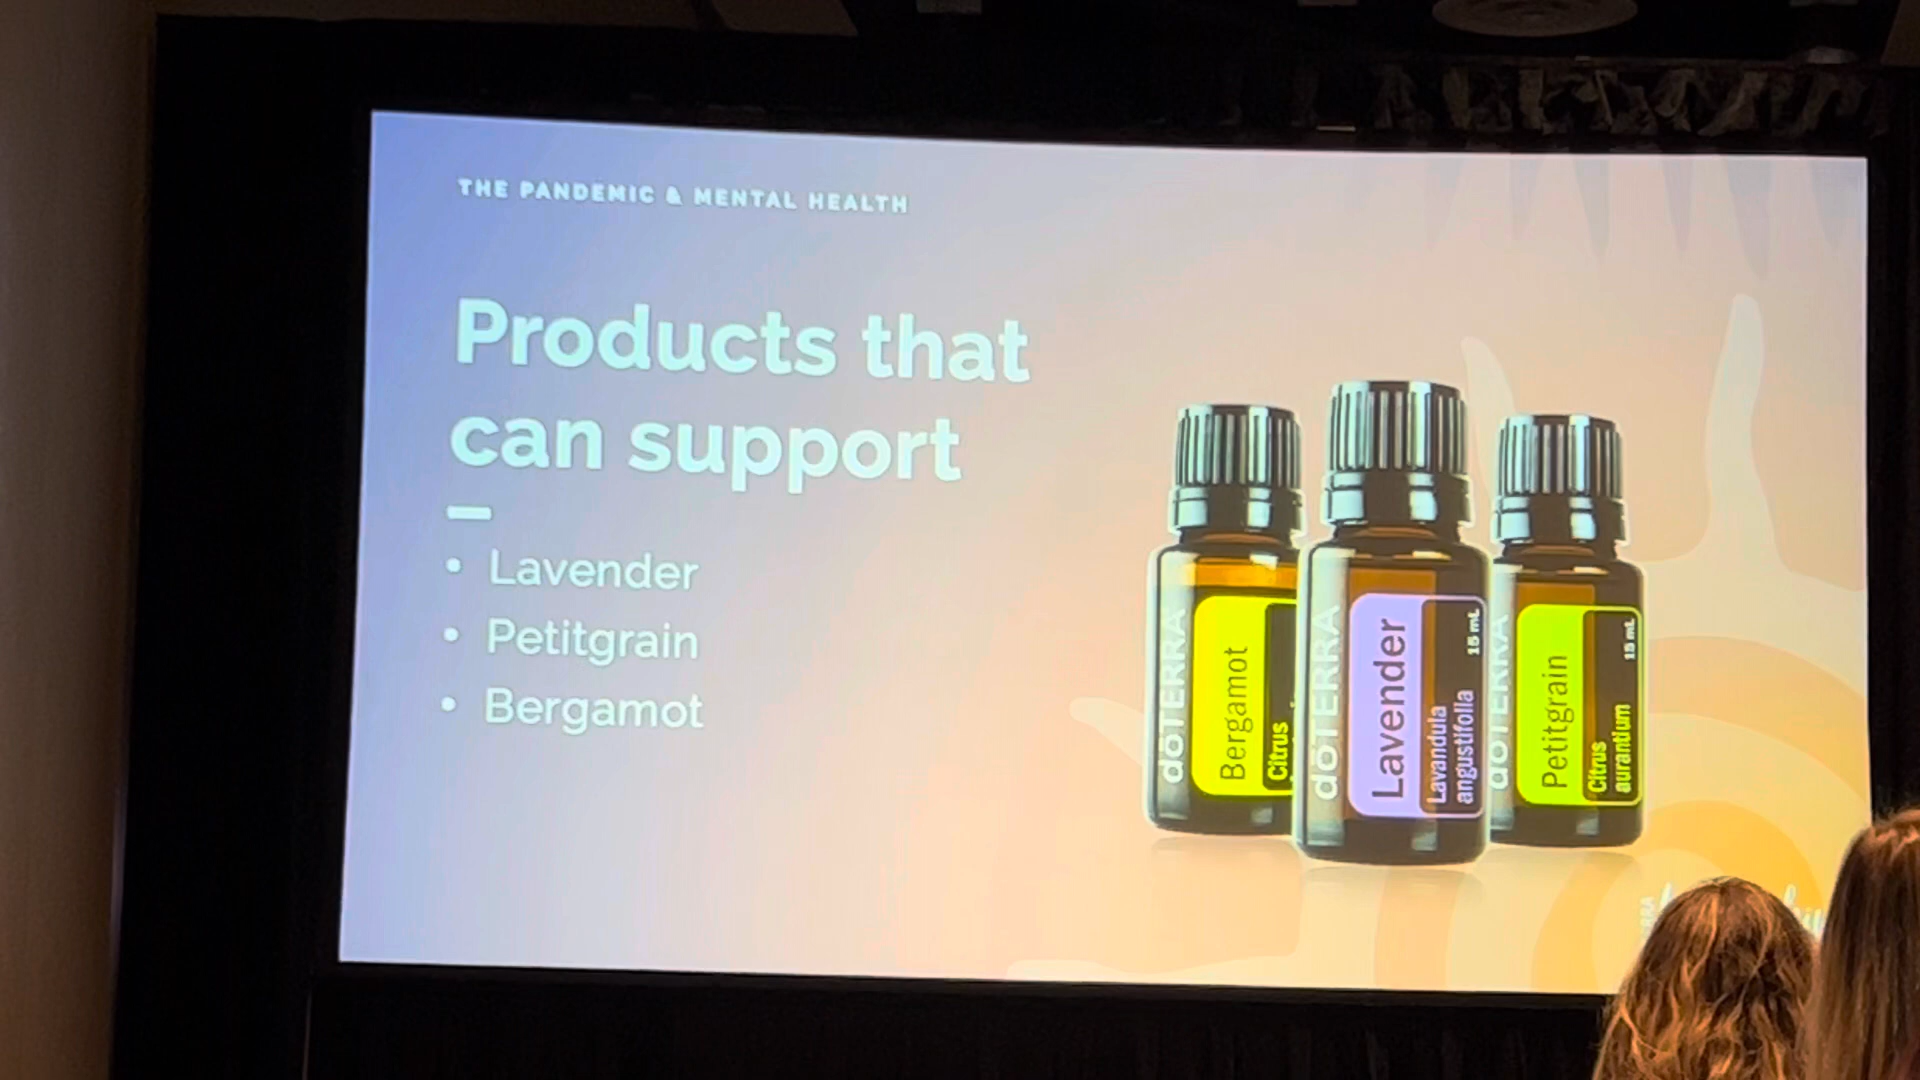 THE PANDEMIC & MENTAL HEALTH
Products that
can support
• Lavender
• Petitgrain
• Bergamot
dōTERRA
Bergamot
Citrus
dōTERRA
Lavender
Lavandula
angustifolia
15 mL
dōTERRA
Petitgrain
Citrus
aurantium
15 mL